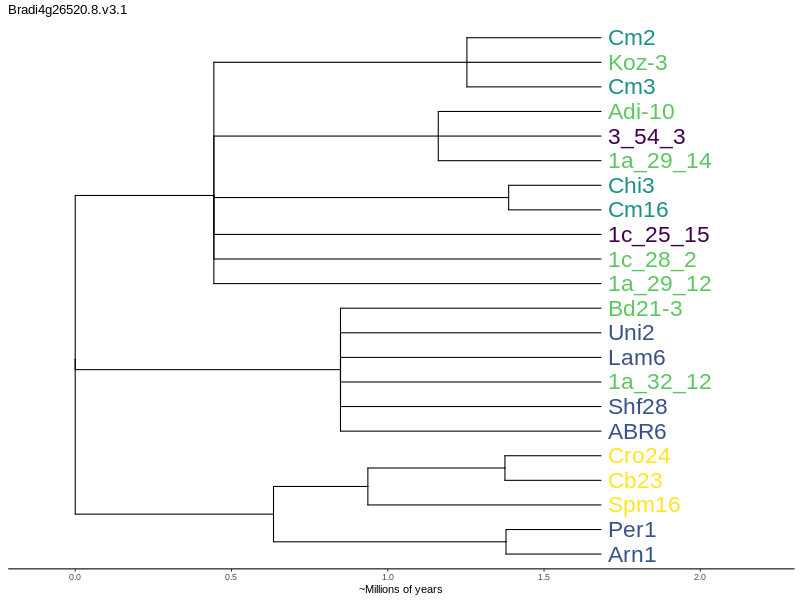 Bradi4g26520.8.v3.1
Cm2
Koz-3
Cm3
Adi-10
3_54_3
1a_29_14
Chi3
Cm16
1c_25_15
1c_28_2
1a_29_12
Bd21-3
Uni2
Lam6
1a_32_12
Shf28
ABR6
Cro24
Cb23
Spm16
Per1
Arn1
0.0 0.5 1.0 1.5 2.0
~Millions of years